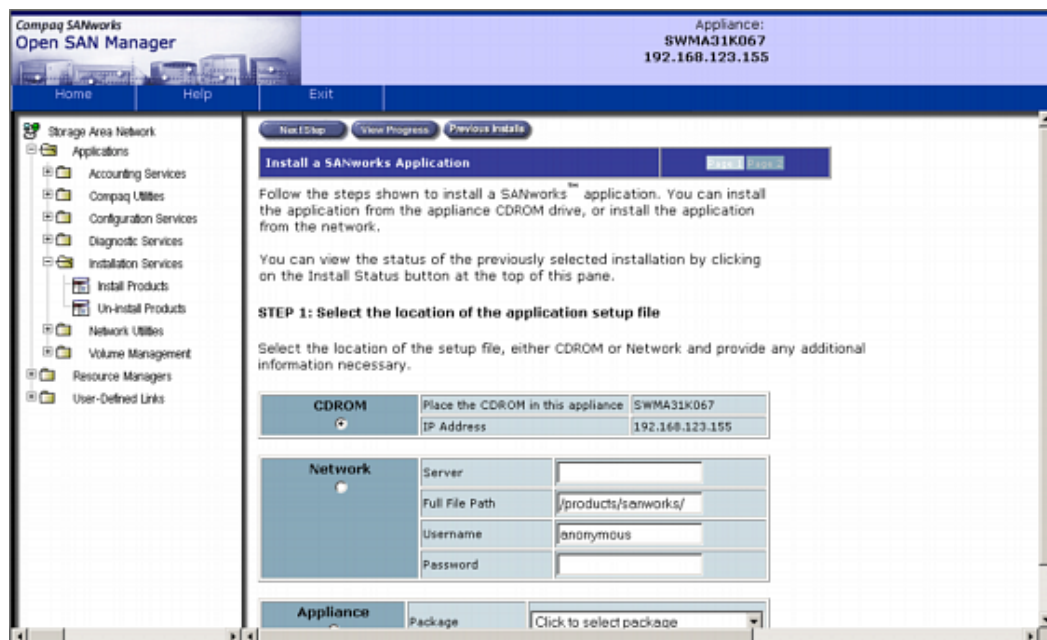 Compaq SANworks
Open SAN Manager
Appliance:
SWMA31K067
192.168.123.155
Home Help Exit
Storage Area Network
Applications
Accounting Services
Compaq Utilities
Configuration Services
Diagnostic Services
Installation Services
Install Products
Un-install Products
Network Utilities
Volume Management
Resource Managers
User-Defined Links
Next Step View Progress Previous Installs
Install a SANworks Application Page 1 Page 2
Follow the steps shown to install a SANworks™ application. You can install
the application from the appliance CDROM drive, or install the application
from the network.
You can view the status of the previously selected installation by clicking
on the Install Status button at the top of this pane.
STEP 1: Select the location of the application setup file
Select the location of the setup file, either CDROM or Network and provide any additional
information necessary.
CDROM Place the CDROM in this appliance SWMA31K067
IP Address 192.168.123.155
Network Server
Full File Path /products/sanworks/
Username anonymous
Password
Appliance Package Click to select package